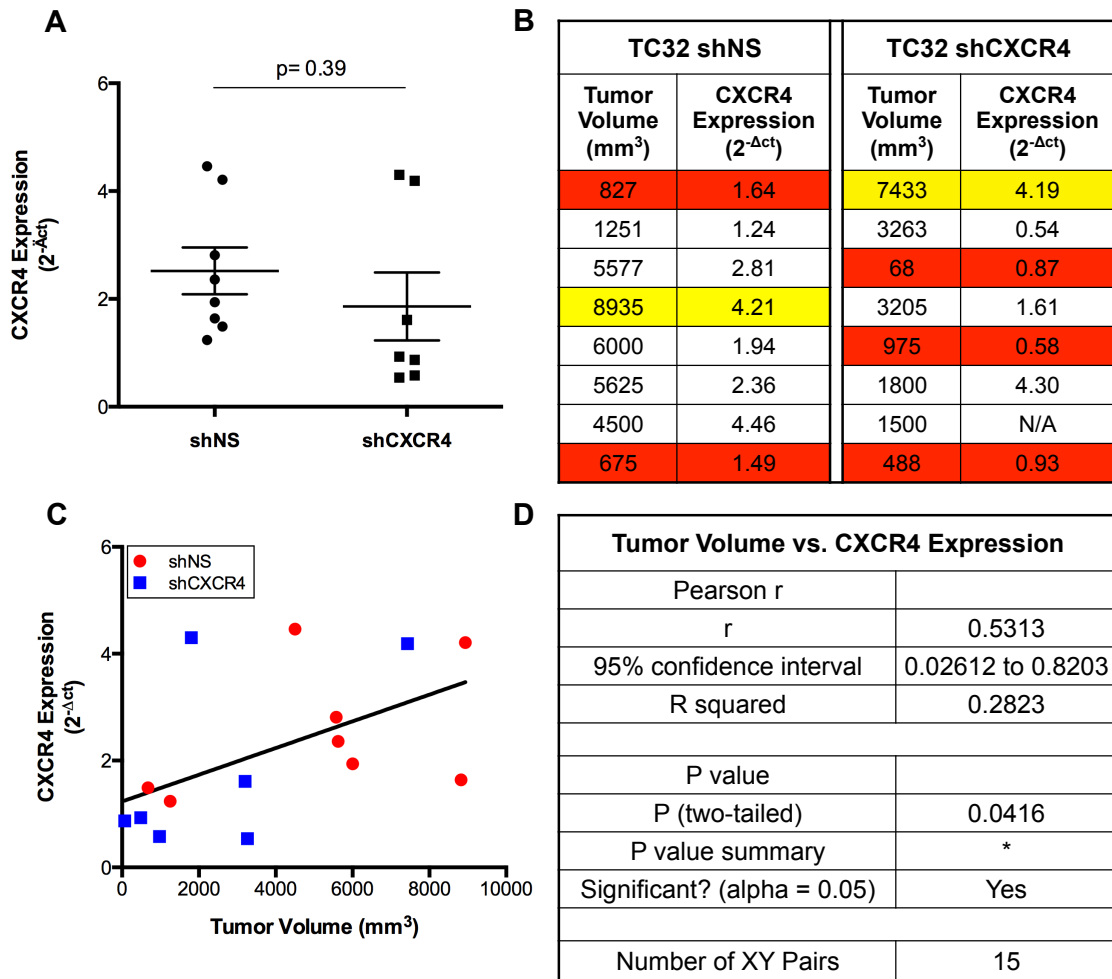 A
p= 0.39
CXCR4 Expression
(2^-Äct)
6
4
2
0
shNS
shCXCR4
B
TC32 shNS
TC32 shCXCR4
Tumor Volume (mm³)
CXCR4 Expression (2^-Δct)
Tumor Volume (mm³)
CXCR4 Expression (2^-Δct)
827 1.64 7433 4.19
1251 1.24 3263 0.54
5577 2.81 68 0.87
8935 4.21 3205 1.61
6000 1.94 975 0.58
5625 2.36 1800 4.30
4500 4.46 1500 N/A
675 1.49 488 0.93
C
shNS
shCXCR4
CXCR4 Expression
(2^-Δct)
6
4
2
0
0 2000 4000 6000 8000 10000
Tumor Volume (mm³)
D
Tumor Volume vs. CXCR4 Expression
Pearson r
r 0.5313
95% confidence interval 0.02612 to 0.8203
R squared 0.2823
P value
P (two-tailed) 0.0416
P value summary *
Significant? (alpha = 0.05) Yes
Number of XY Pairs 15